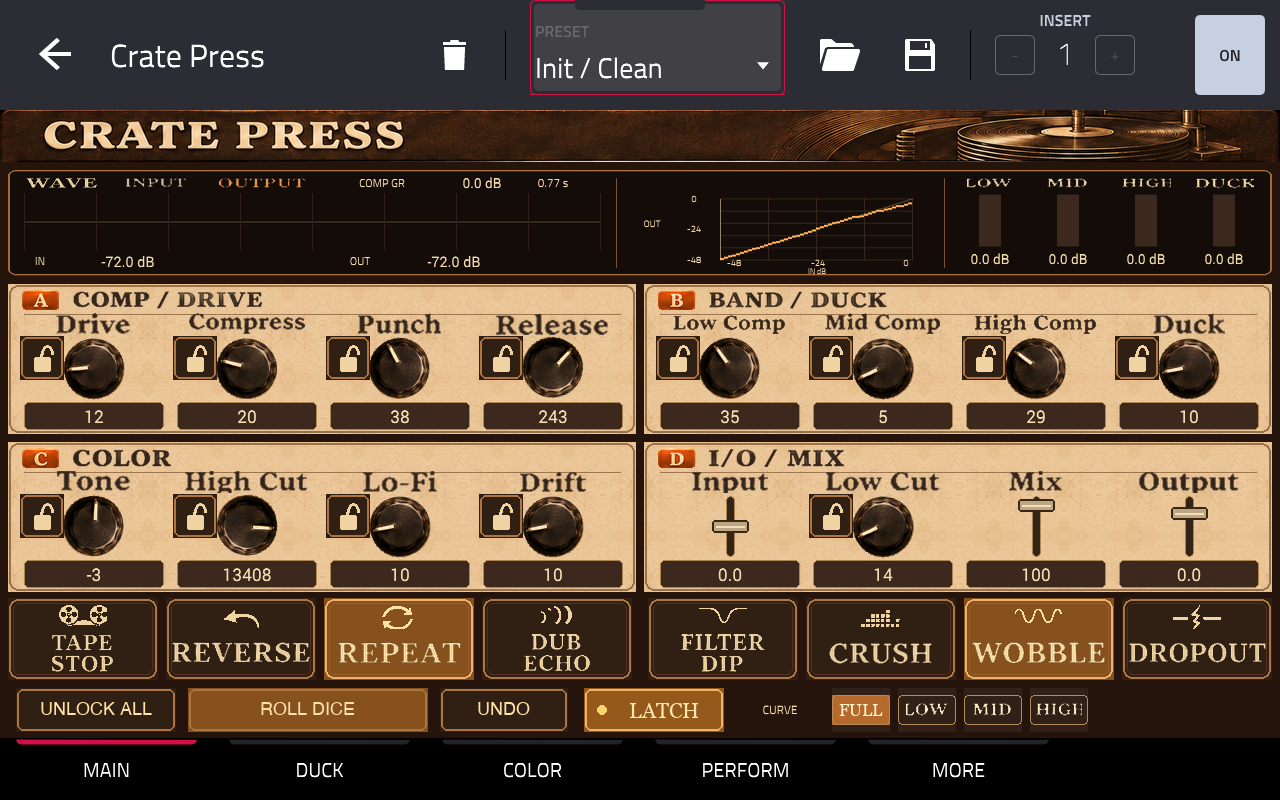 Crate Press
PRESET
Init / Clean
INSERT
- 1 +
ON
CRATE PRESS
WAVE INPUT OUTPUT COMP GR 0.0 dB 0.77 s
IN -72.0 dB OUT -72.0 dB
OUT
0
-24
-48
-48 -24 0
IN dB
LOW MID HIGH DUCK
0.0 dB 0.0 dB 0.0 dB 0.0 dB
A COMP / DRIVE
Drive Compress Punch Release
12 20 38 243
B BAND / DUCK
Low Comp Mid Comp High Comp Duck
35 5 29 10
C COLOR
Tone High Cut Lo-Fi Drift
-3 13408 10 10
D I/O / MIX
Input Low Cut Mix Output
0.0 14 100 0.0
TAPE STOP
REVERSE
REPEAT
DUB ECHO
FILTER DIP
CRUSH
WOBBLE
DROPOUT
UNLOCK ALL ROLL DICE UNDO LATCH CURVE FULL LOW MID HIGH
MAIN DUCK COLOR PERFORM MORE